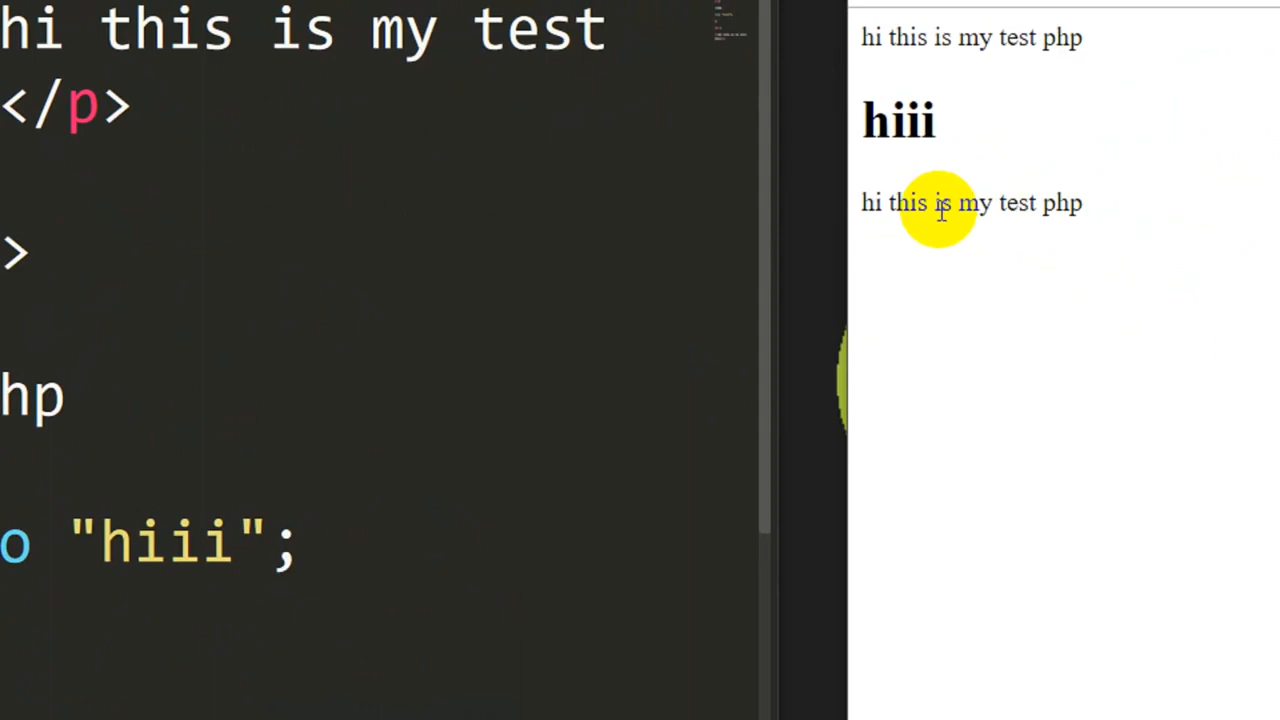 hi this is my test
</p>
>
hp
o "hiii";
hi this is my test php
hiii
hi this is my test php